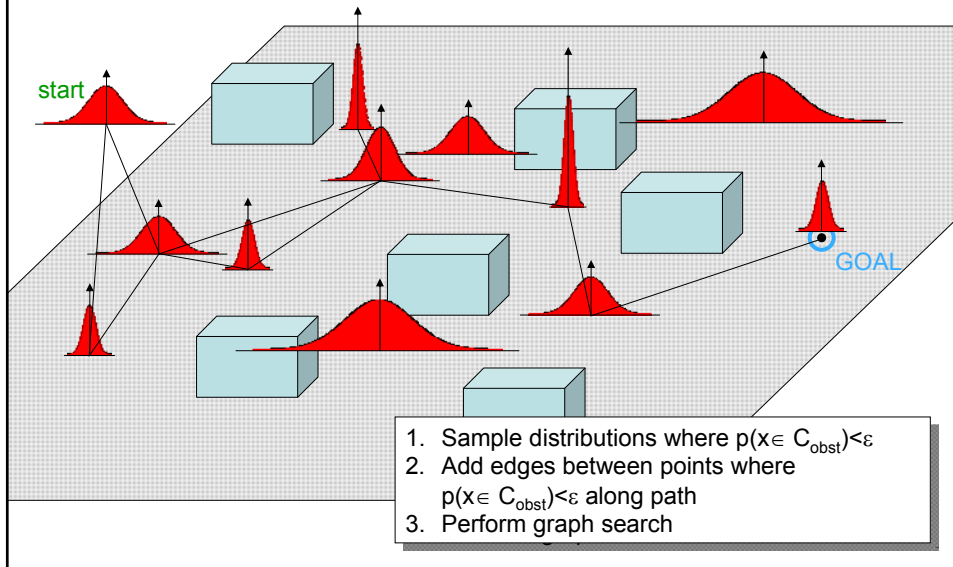 start
GOAL
1. Sample distributions where p(x∈ C_obst)<ε
2. Add edges between points where
p(x∈ C_obst)<ε along path
3. Perform graph search